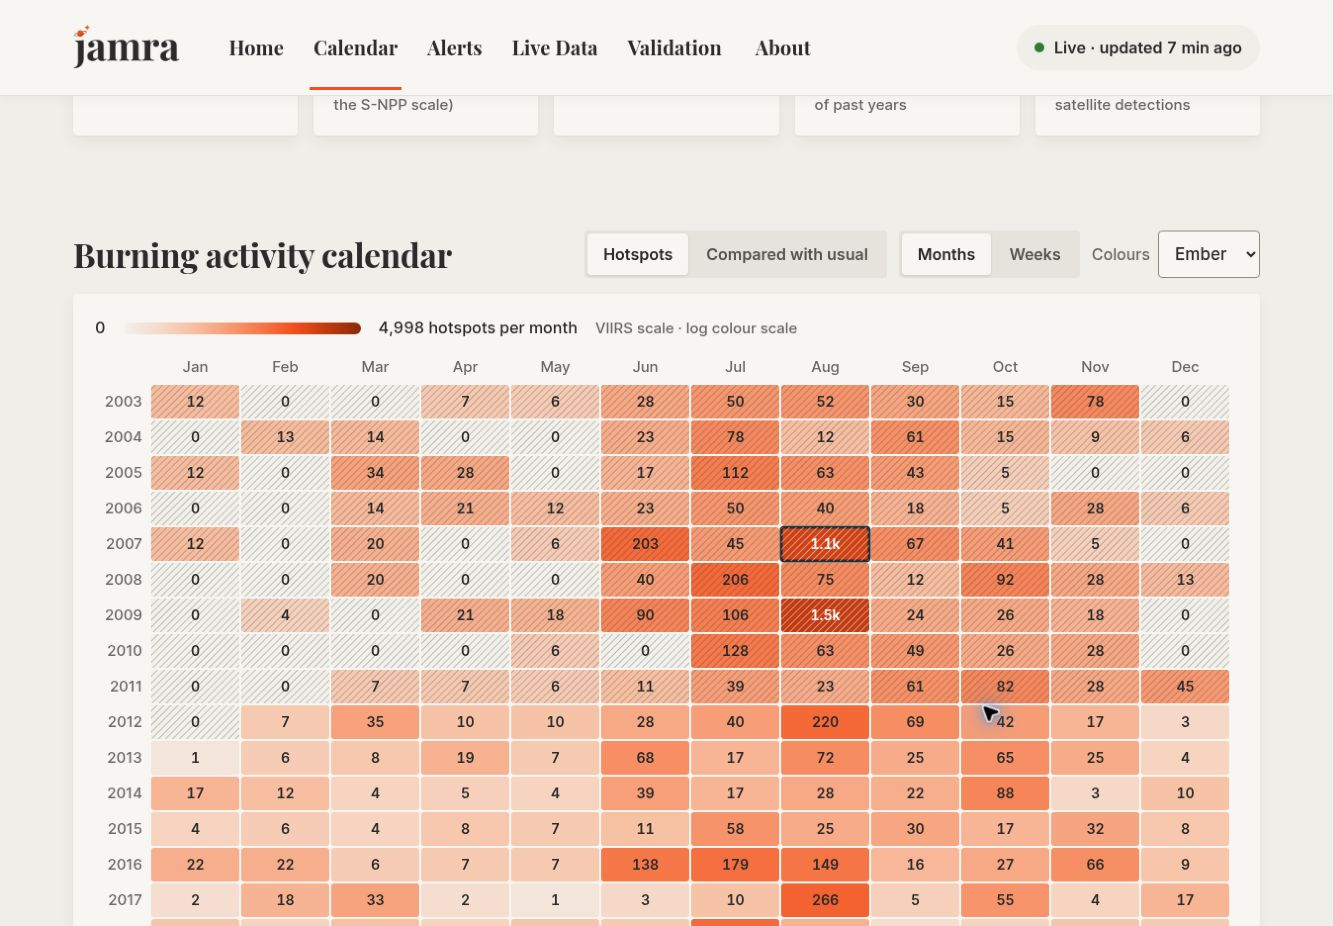 jamra
Home Calendar Alerts Live Data Validation About
Live · updated 7 min ago
the S-NPP scale)
of past years
satellite detections
Burning activity calendar
Hotspots Compared with usual Months Weeks Colours Ember
0 4,998 hotspots per month VIIRS scale · log colour scale
Jan Feb Mar Apr May Jun Jul Aug Sep Oct Nov Dec
2003 12 0 0 7 6 28 50 52 30 15 78 0
2004 0 13 14 0 0 23 78 12 61 15 9 6
2005 12 0 34 28 0 17 112 63 43 5 0 0
2006 0 0 14 21 12 23 50 40 18 5 28 6
2007 12 0 20 0 6 203 45 1.1k 67 41 5 0
2008 0 0 20 0 0 40 206 75 12 92 28 13
2009 0 4 0 21 18 90 106 1.5k 24 26 18 0
2010 0 0 0 0 6 0 128 63 49 26 28 0
2011 0 0 7 7 6 11 39 23 61 82 28 45
2012 0 7 35 10 10 28 40 220 69 42 17 3
2013 1 6 8 19 7 68 17 72 25 65 25 4
2014 17 12 4 5 4 39 17 28 22 88 3 10
2015 4 6 4 8 7 11 58 25 30 17 32 8
2016 22 22 6 7 7 138 179 149 16 27 66 9
2017 2 18 33 2 1 3 10 266 5 55 4 17